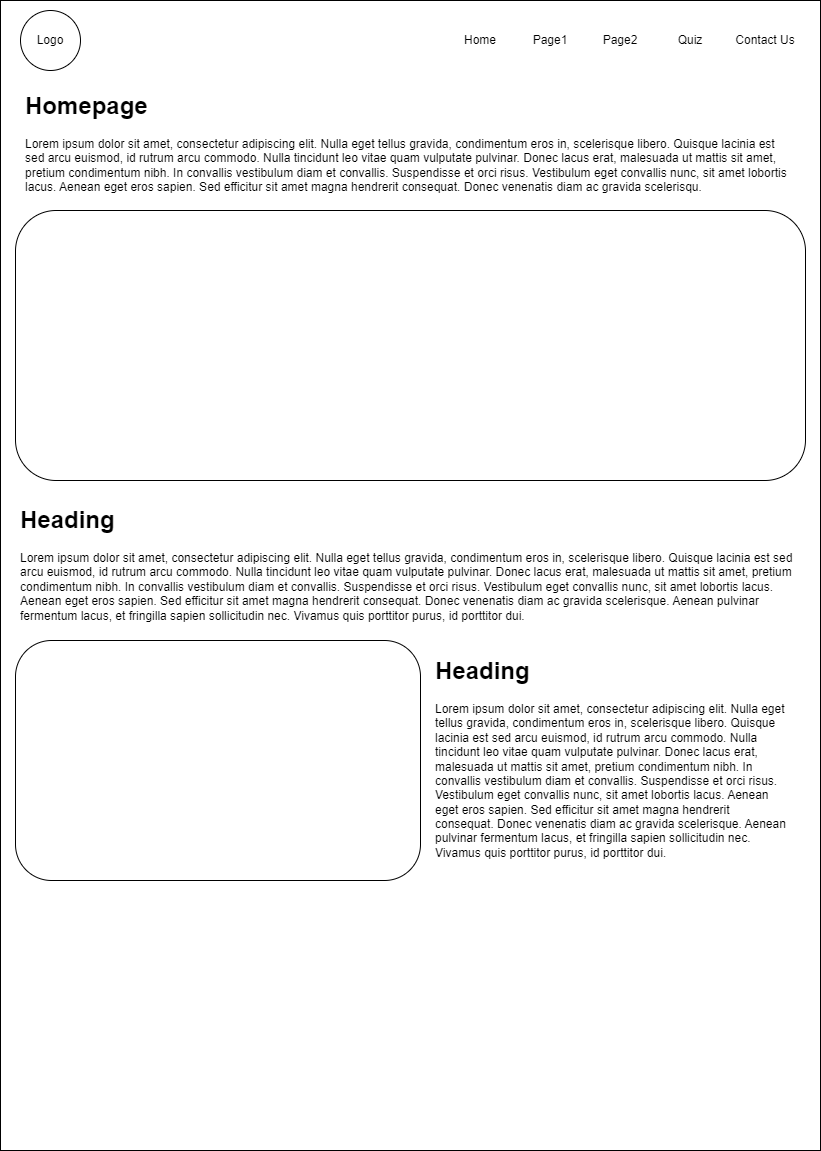 Logo
Home Page1 Page2 Quiz Contact Us
Homepage
Lorem ipsum dolor sit amet, consectetur adipiscing elit. Nulla eget tellus gravida, condimentum eros in, scelerisque libero. Quisque lacinia est
sed arcu euismod, id rutrum arcu commodo. Nulla tincidunt leo vitae quam vulputate pulvinar. Donec lacus erat, malesuada ut mattis sit amet,
pretium condimentum nibh. In convallis vestibulum diam et convallis. Suspendisse et orci risus. Vestibulum eget convallis nunc, sit amet lobortis
lacus. Aenean eget eros sapien. Sed efficitur sit amet magna hendrerit consequat. Donec venenatis diam ac gravida scelerisqu.
Heading
Lorem ipsum dolor sit amet, consectetur adipiscing elit. Nulla eget tellus gravida, condimentum eros in, scelerisque libero. Quisque lacinia est sed
arcu euismod, id rutrum arcu commodo. Nulla tincidunt leo vitae quam vulputate pulvinar. Donec lacus erat, malesuada ut mattis sit amet, pretium
condimentum nibh. In convallis vestibulum diam et convallis. Suspendisse et orci risus. Vestibulum eget convallis nunc, sit amet lobortis lacus.
Aenean eget eros sapien. Sed efficitur sit amet magna hendrerit consequat. Donec venenatis diam ac gravida scelerisque. Aenean pulvinar
fermentum lacus, et fringilla sapien sollicitudin nec. Vivamus quis porttitor purus, id porttitor dui.
Heading
Lorem ipsum dolor sit amet, consectetur adipiscing elit. Nulla eget
tellus gravida, condimentum eros in, scelerisque libero. Quisque
lacinia est sed arcu euismod, id rutrum arcu commodo. Nulla
tincidunt leo vitae quam vulputate pulvinar. Donec lacus erat,
malesuada ut mattis sit amet, pretium condimentum nibh. In
convallis vestibulum diam et convallis. Suspendisse et orci risus.
Vestibulum eget convallis nunc, sit amet lobortis lacus. Aenean
eget eros sapien. Sed efficitur sit amet magna hendrerit
consequat. Donec venenatis diam ac gravida scelerisque. Aenean
pulvinar fermentum lacus, et fringilla sapien sollicitudin nec.
Vivamus quis porttitor purus, id porttitor dui.